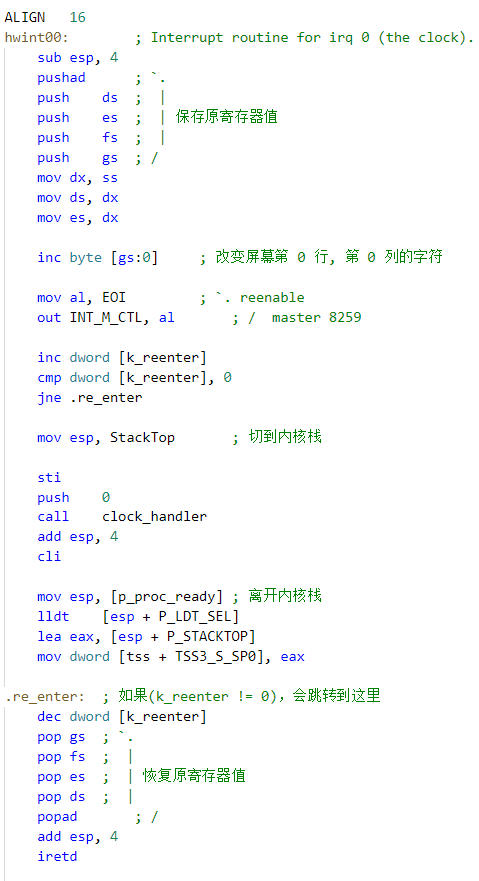 ALIGN   16
hwint00:        ; Interrupt routine for irq 0 (the clock).
    sub esp, 4
    pushad      ; `.
    push    ds  ;  |
    push    es  ;  | 保存原寄存器值
    push    fs  ;  |
    push    gs  ; /
    mov dx, ss
    mov ds, dx
    mov es, dx

    inc byte [gs:0]     ; 改变屏幕第 0 行, 第 0 列的字符

    mov al, EOI         ; `. reenable
    out INT_M_CTL, al       ; /  master 8259

    inc dword [k_reenter]
    cmp dword [k_reenter], 0
    jne .re_enter

    mov esp, StackTop       ; 切到内核栈

    sti
    push    0
    call    clock_handler
    add esp, 4
    cli

    mov esp, [p_proc_ready] ; 离开内核栈
    lldt    [esp + P_LDT_SEL]
    lea eax, [esp + P_STACKTOP]
    mov dword [tss + TSS3_S_SP0], eax

.re_enter:  ; 如果(k_reenter != 0)，会跳转到这里
    dec dword [k_reenter]
    pop gs  ; `.
    pop fs  ;  |
    pop es  ;  | 恢复原寄存器值
    pop ds  ;  |
    popad       ; /
    add esp, 4
    iretd